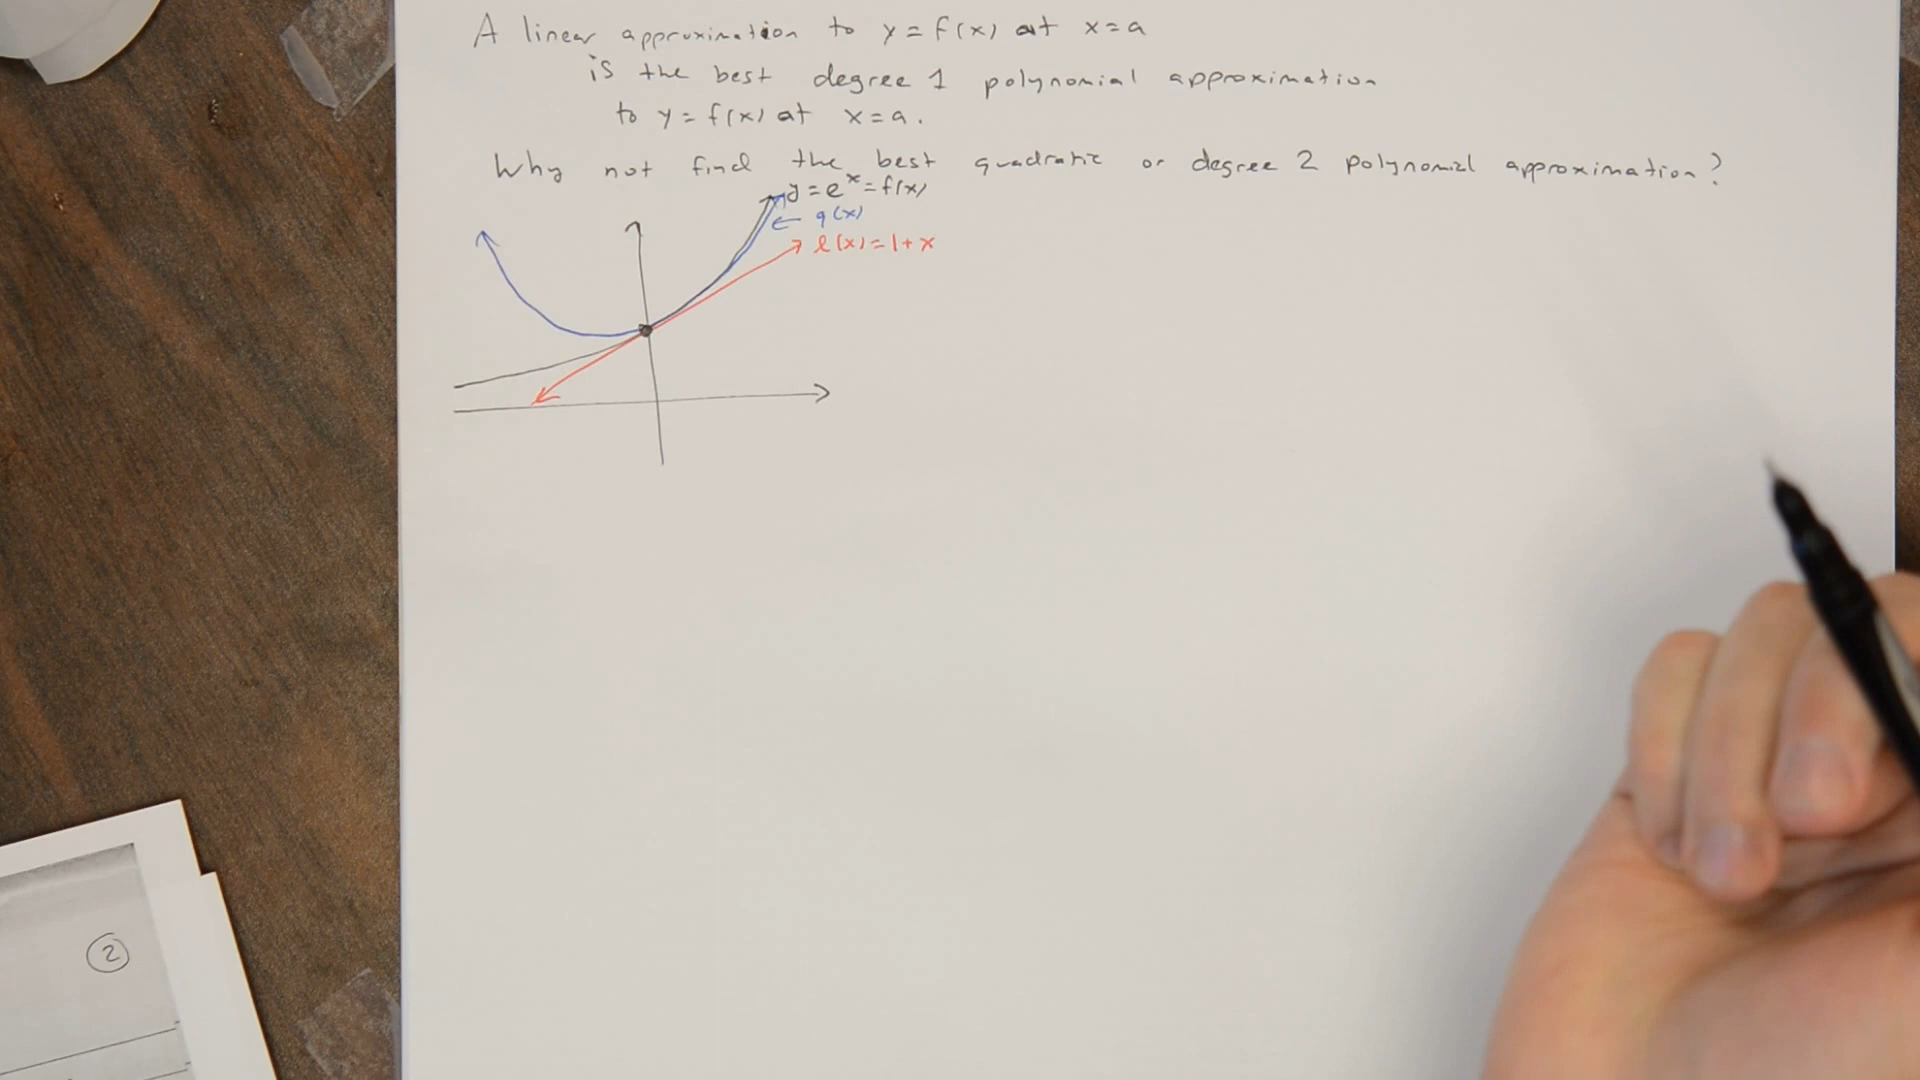 A linear approximation to y = f(x) at x=a
is the best degree 1 polynomial approximation
to y = f(x) at x=a.
Why not find the best quadratic or degree 2 polynomial approximation?
y = e^x = f(x)
← q(x)
l(x) = 1 + x
2